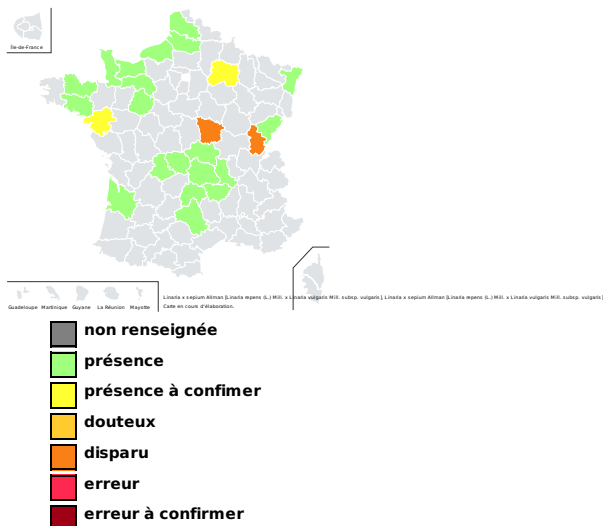 Île-de-France
Guadeloupe Martinique Guyane La Réunion Mayotte
Linaria x sepium Allman [Linaria repens (L.) Mill. x Linaria vulgaris Mill. subsp. vulgaris], Linaria x sepium Allman [Linaria repens (L.) Mill. x Linaria vulgaris Mill. subsp. vulgaris]
Carte en cours d'élaboration.
non renseignée
présence
présence à confimer
douteux
disparu
erreur
erreur à confirmer